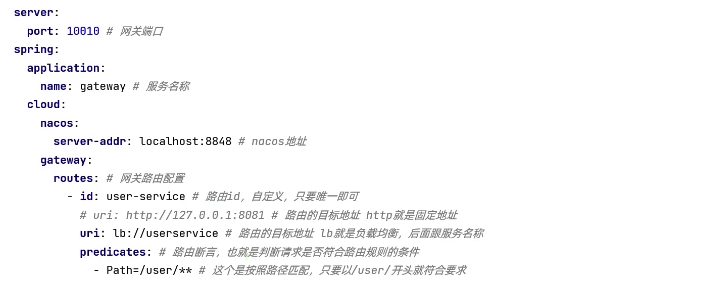 server:
  port: 10010 # 网关端口
spring:
  application:
    name: gateway # 服务名称
  cloud:
    nacos:
      server-addr: localhost:8848 # nacos地址
    gateway:
      routes: # 网关路由配置
        - id: user-service # 路由id，自定义，只要唯一即可
          # uri: http://127.0.0.1:8081 # 路由的目标地址 http就是固定地址
          uri: lb://userservice # 路由的目标地址 lb就是负载均衡，后面跟服务名称
          predicates: # 路由断言，也就是判断请求是否符合路由规则的条件
            - Path=/user/** # 这个是按照路径匹配，只要以/user/开头就符合要求